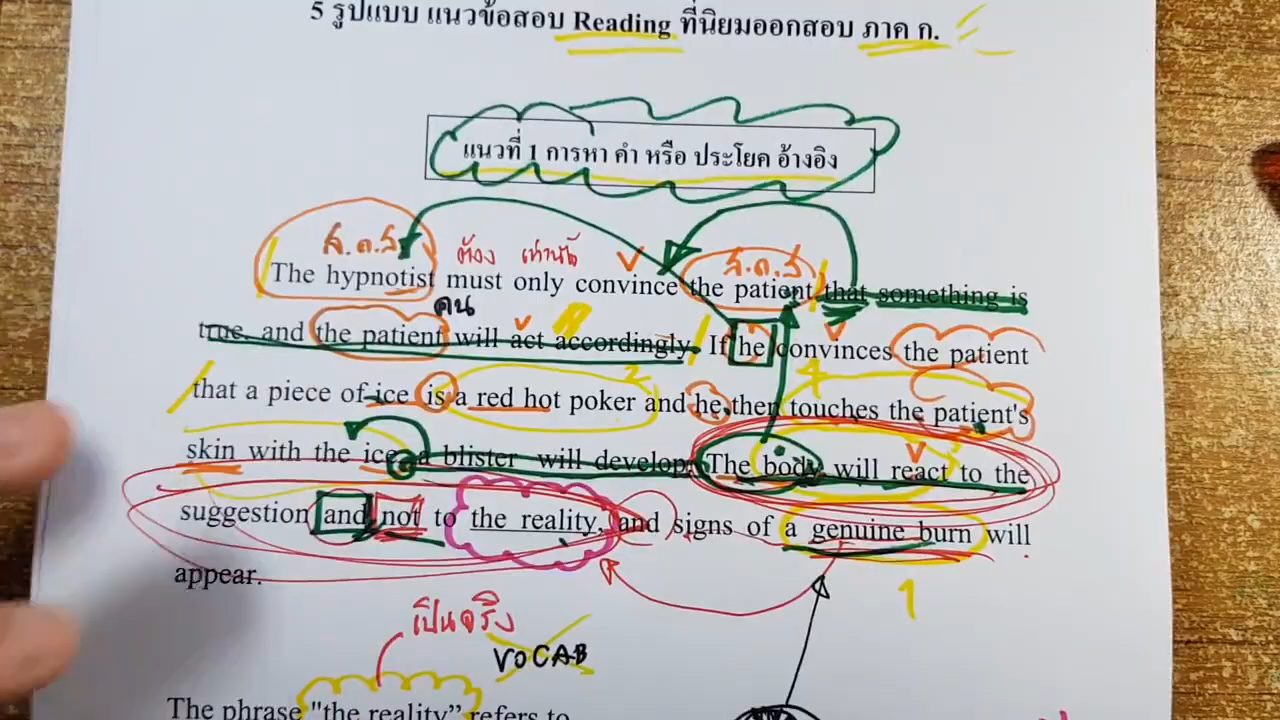 5 รูปแบบ แนวข้อสอบ Reading ที่นิยมออกสอบ ภาค ก.
แนวที่ 1 การหา คำ หรือ ประโยค อ้างอิง
ส.ด.ส ต้อง เท่านั้น ส.ด.ส
The hypnotist must only convince the patient that something is
คน
true, and the patient will act accordingly. If he convinces the patient
2 4
that a piece of ice is a red hot poker and he then touches the patient's
skin with the ice, a blister will develop. The body will react to the
suggestion and not to the reality, and signs of a genuine burn will
appear.
1
เป็นจริง
VOCAB
The phrase "the reality" refers to